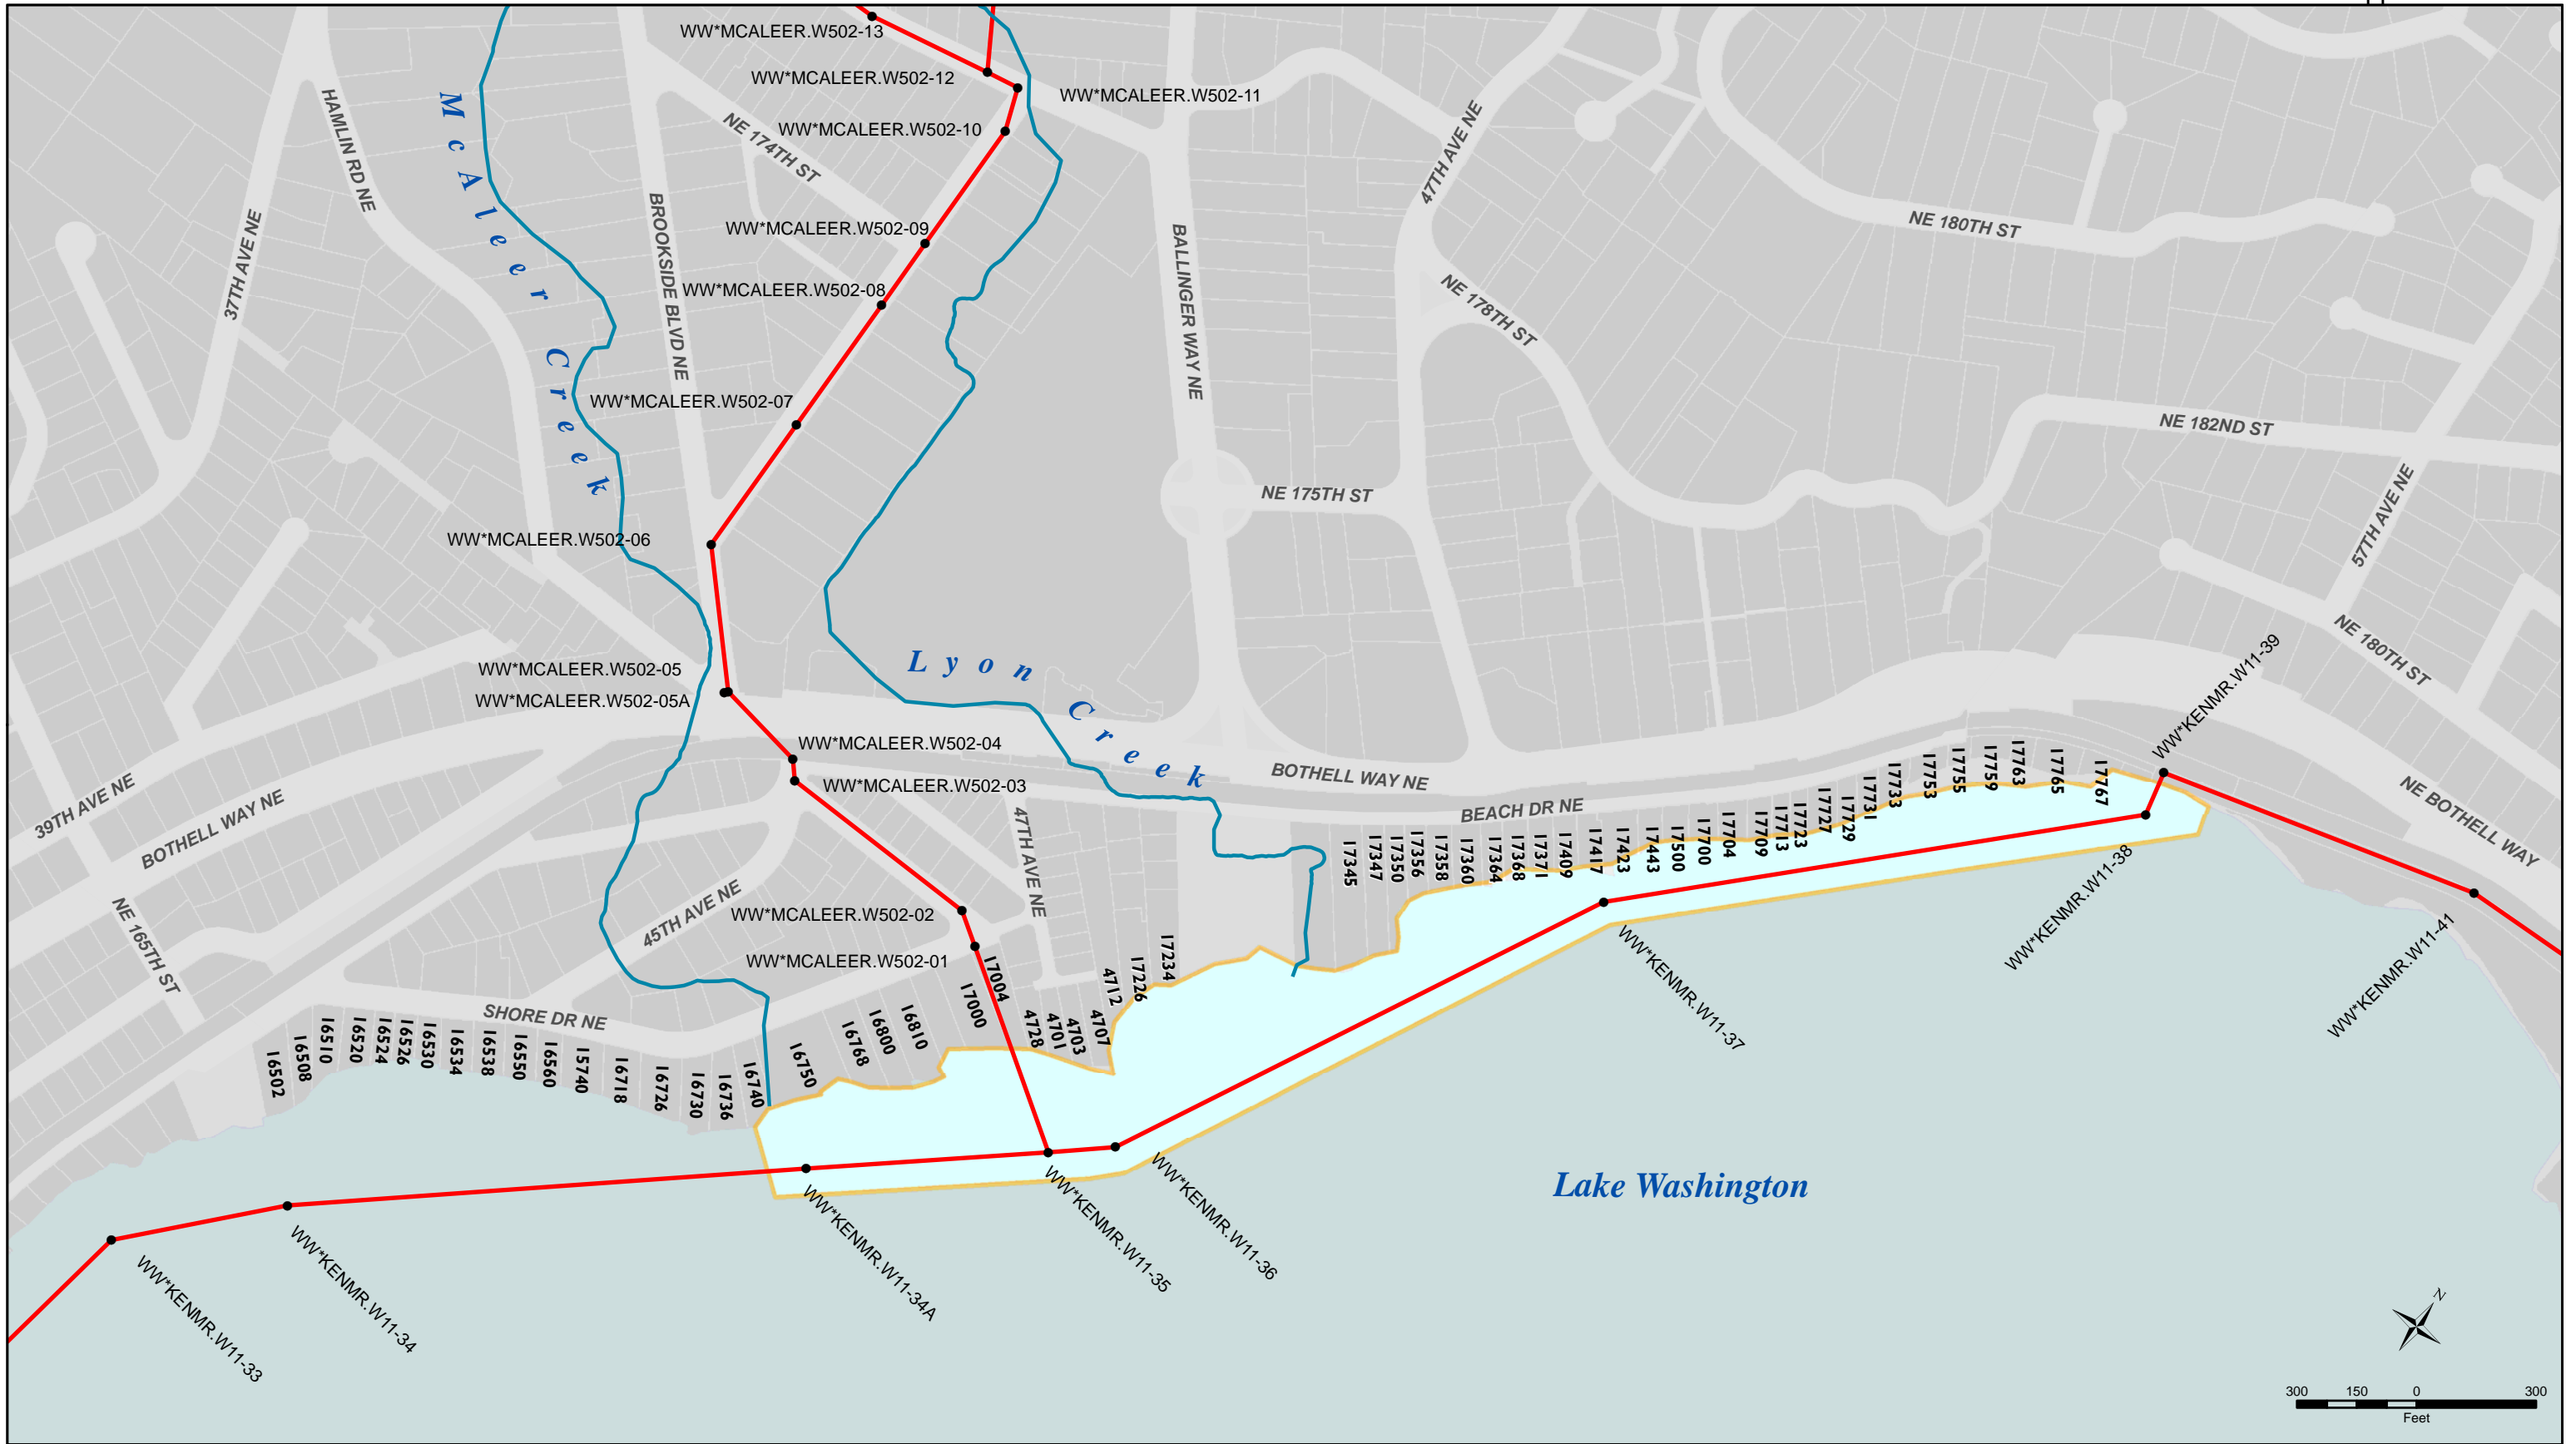 WW*MCALEER.W502-13
WW*MCALEER.W502-12
WW*MCALEER.W502-11
WW*MCALEER.W502-10
WW*MCALEER.W502-09
WW*MCALEER.W502-08
WW*MCALEER.W502-07
WW*MCALEER.W502-06
WW*MCALEER.W502-05
WW*MCALEER.W502-05A
WW*MCALEER.W502-04
WW*MCALEER.W502-03
WW*MCALEER.W502-02
WW*MCALEER.W502-01
HAMLIN RD NE
McAleer Creek
37TH AVE NE
BROOKSIDE BLVD NE
NE 174TH ST
BALLINGER WAY NE
47TH AVE NE
NE 178TH ST
NE 180TH ST
NE 182ND ST
NE 175TH ST
57TH AVE NE
NE 180TH ST
Lyon Creek
39TH AVE NE
BOTHELL WAY NE
BOTHELL WAY NE
BEACH DR NE
NE BOTHELL WAY
NE 165TH ST
45TH AVE NE
47TH AVE NE
SHORE DR NE
16502
16508
16510
16520
16524
16526
16530
16534
16538
16550
16560
15740
16718
16726
16730
16736
16740
16750
16768
16800
16810
17000
17004
4728
4701
4703
4707
4712
17226
17234
17345
17347
17350
17356
17358
17360
17364
17368
17371
17409
17417
17423
17443
17500
17700
17704
17709
17713
17723
17727
17729
17731
17733
17753
17755
17759
17763
17765
17767
WW*KENMR.W11-33
WW*KENMR.W11-34
WW*KENMR.W11-34A
WW*KENMR.W11-35
WW*KENMR.W11-36
WW*KENMR.W11-37
WW*KENMR.W11-38
WW*KENMR.W11-39
WW*KENMR.W11-41
Lake Washington
N
300 150 0 300
Feet